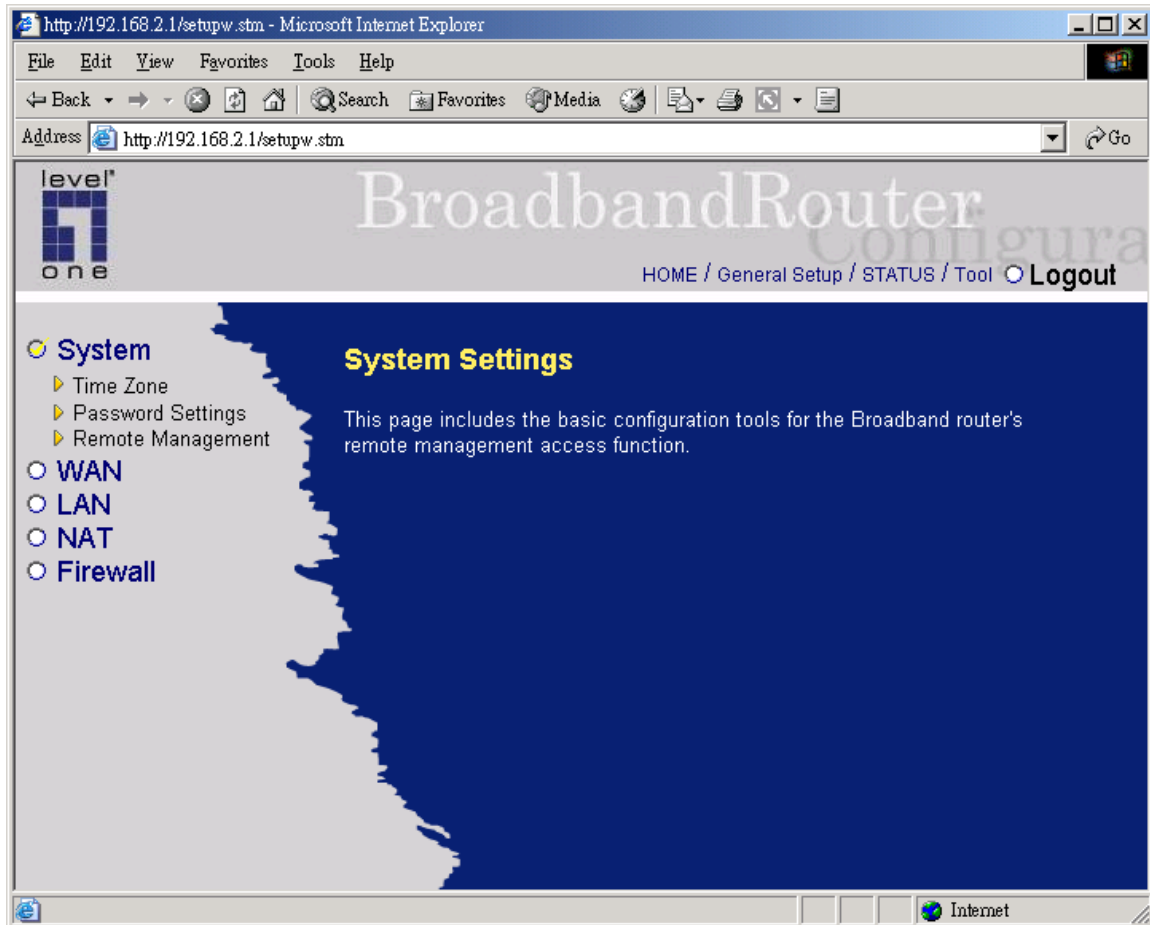 http://192.168.2.1/setupw.stm - Microsoft Internet Explorer
File Edit View Favorites Tools Help
Back Search Favorites Media
Address http://192.168.2.1/setupw.stm Go
level
one
BroadbandRouter
Configura
HOME / General Setup / STATUS / Tool Logout
System
Time Zone
Password Settings
Remote Management
WAN
LAN
NAT
Firewall
System Settings
This page includes the basic configuration tools for the Broadband router's
remote management access function.
Internet